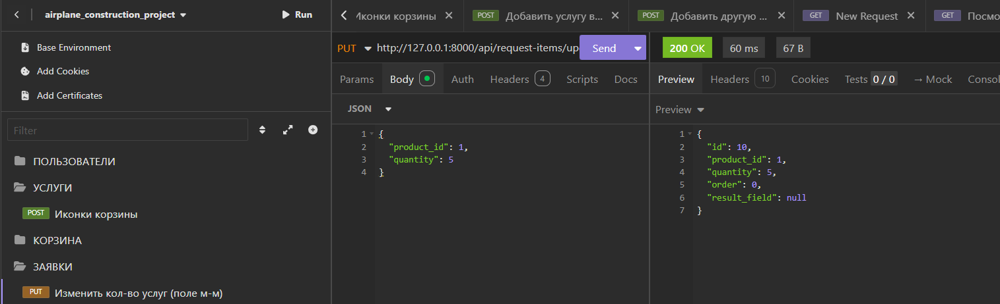 airplane_construction_project
Run
Base Environment
Add Cookies
Add Certificates
Filter
ПОЛЬЗОВАТЕЛИ
УСЛУГИ
POST Иконки корзины
КОРЗИНА
ЗАЯВКИ
PUT Изменить кол-во услуг (поле м-м)
Иконки корзины
POST Добавить услугу в...
POST Добавить другую ...
GET New Request
GET Посмо
PUT http://127.0.0.1:8000/api/request-items/up Send
Params Body Auth Headers 4 Scripts Docs
JSON
1 {
2 "product_id": 1,
3 "quantity": 5
4 }
200 OK 60 ms 67 B
Preview Headers 10 Cookies Tests 0 / 0 → Mock Consol
Preview
1 {
2 "id": 10,
3 "product_id": 1,
4 "quantity": 5,
5 "order": 0,
6 "result_field": null
7 }